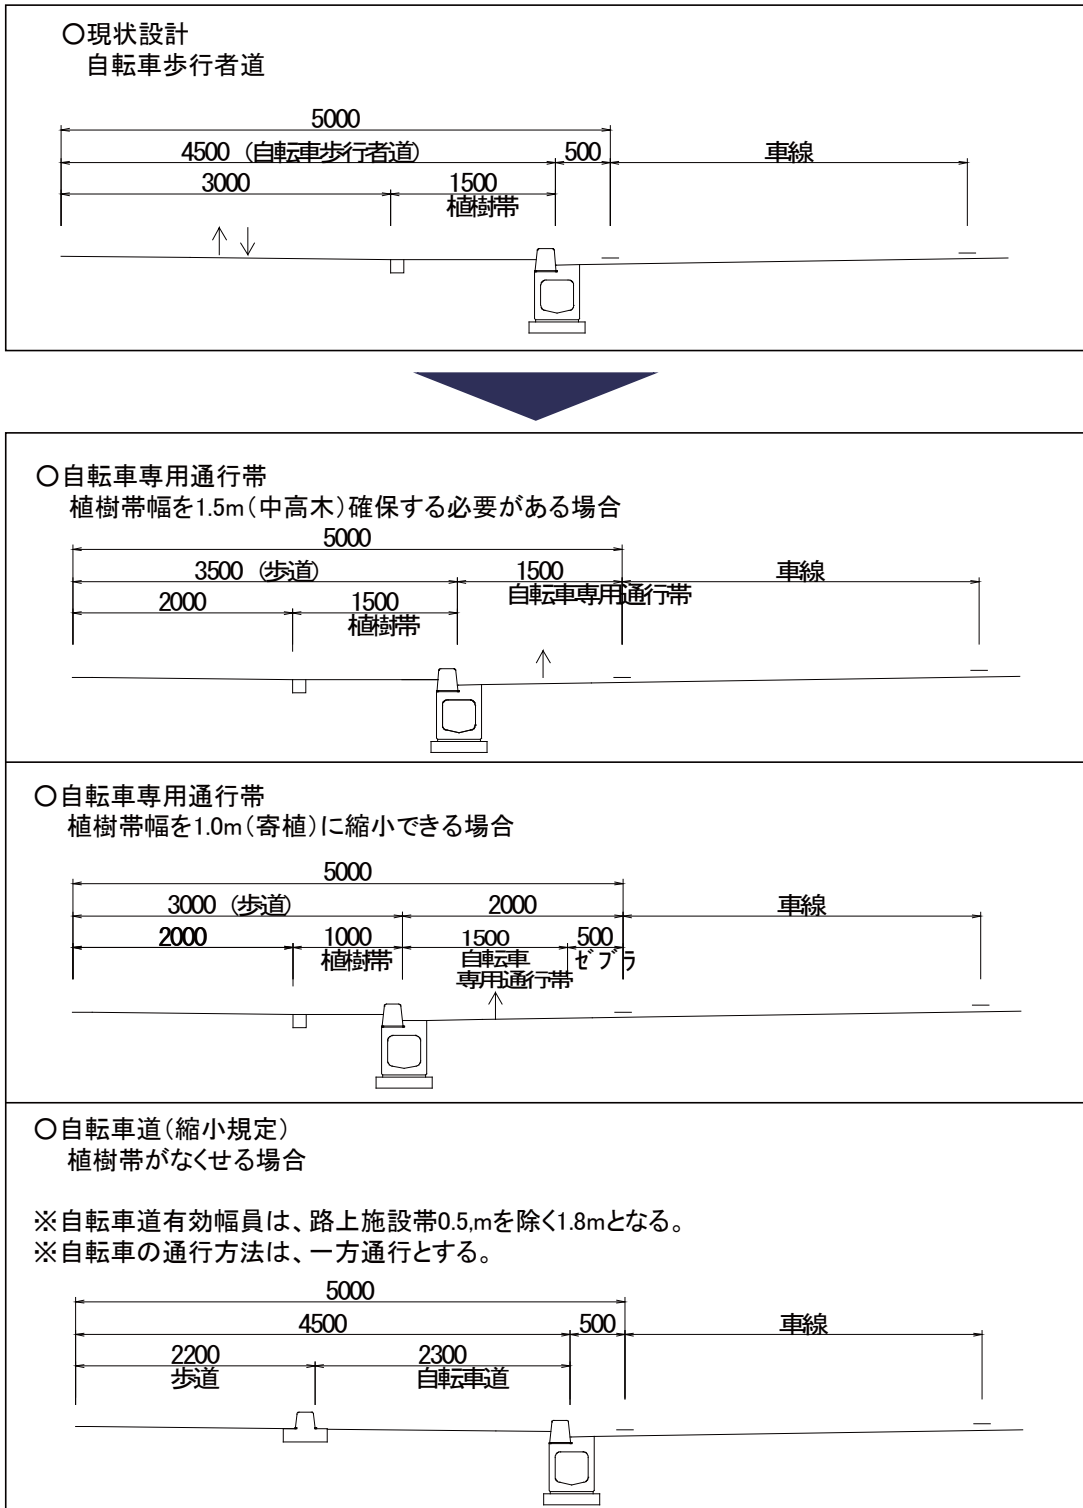 〇現状設計
自転車歩行者道
5000
4500 (自転車歩行者道) 500 車線
3000 1500
植樹帯
〇自転車専用通行帯
植樹帯幅を1.5m(中高木)確保する必要がある場合
5000
3500 (歩道) 1500 車線
自転車専用通行帯
2000 1500
植樹帯
〇自転車専用通行帯
植樹帯幅を1.0m(寄植)に縮小できる場合
5000
3000 (歩道) 2000 車線
2000 1000 1500 500
植樹帯 自転車 ゼブラ
専用通行帯
〇自転車道(縮小規定)
植樹帯がなくせる場合
※自転車道有効幅員は、路上施設帯0.5,mを除く1.8mとなる。
※自転車の通行方法は、一方通行とする。
5000
4500 500 車線
2200 2300
歩道 自転車道